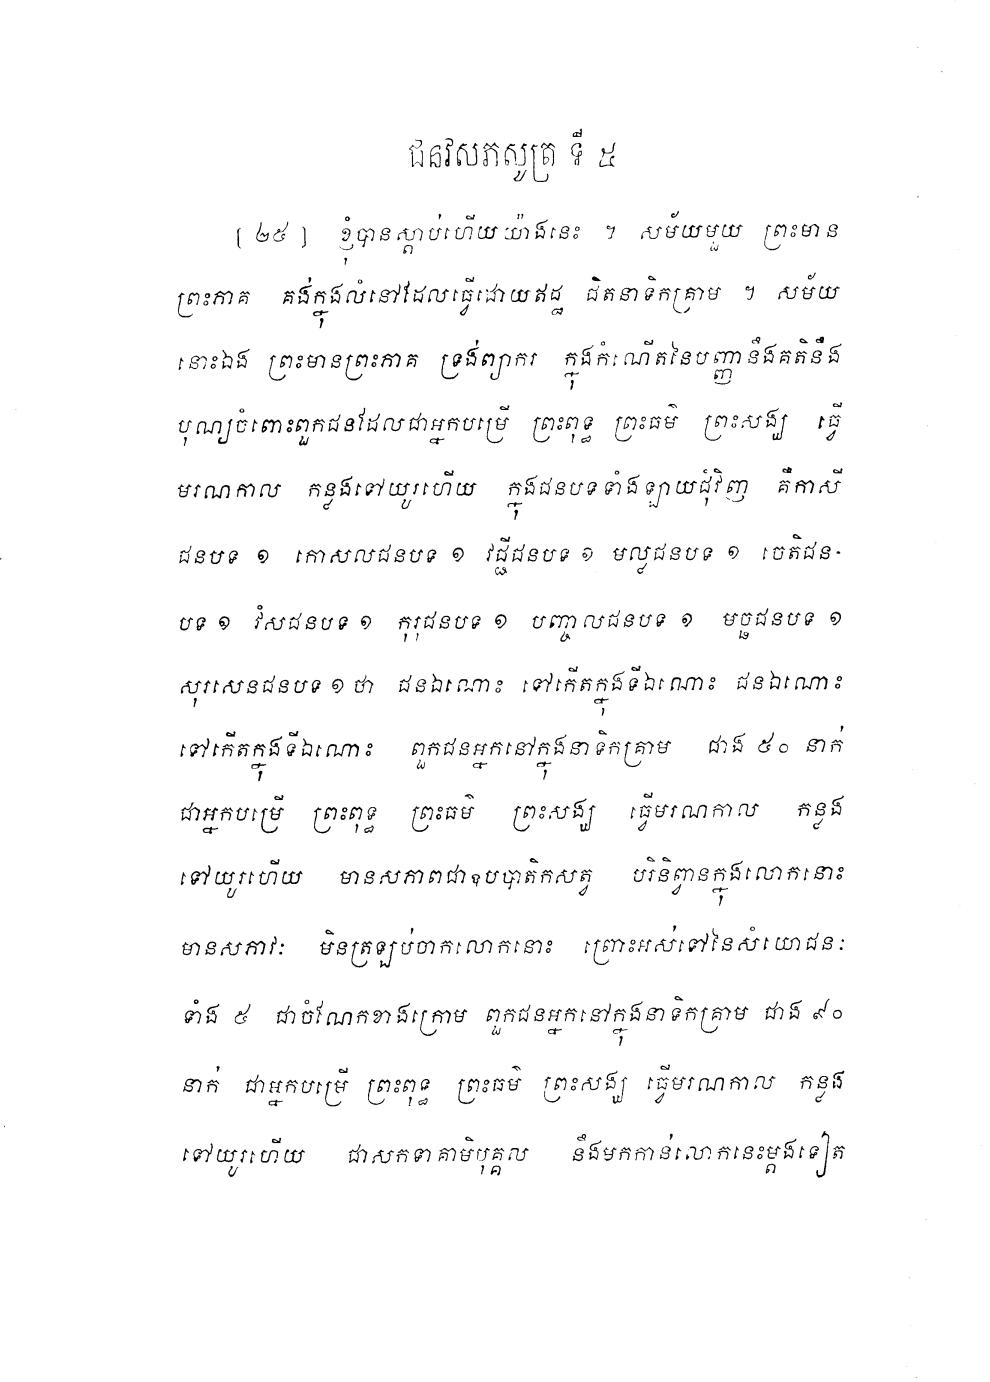 ជនវសភសូត្រ ទី ៥
[ ២៥ ] ខ្ញុំបានស្តាប់ហើយយ៉ាងនេះ ។ សម័យមួយ ព្រះមាន
ព្រះភាគ គង់ក្នុងលំនៅដែលធ្វើដោយឥដ្ឋ ជិតនាទិកគ្រាម ។ សម័យ
នោះឯង ព្រះមានព្រះភាគ ទ្រង់ព្យាករ ក្នុងកំណើតនៃបញ្ញានឹងគតិនឹង
បុណ្យចំពោះពួកជនដែលជាអ្នកបម្រើ ព្រះពុទ្ធ ព្រះធម៌ ព្រះសង្ឃ ធ្វើ
មរណកាល កន្លងទៅយូរហើយ ក្នុងជនបទទាំងឡាយជុំវិញ គឺកាសី
ជនបទ ១ កោសលជនបទ ១ វជ្ជីជនបទ ១ មល្លជនបទ ១ ចេតិជន-
បទ ១ វំសជនបទ ១ កុរុជនបទ ១ បញ្ចាលជនបទ ១ មច្ឆជនបទ ១
សុរសេនជនបទ ១ ថា ជនឯណោះ ទៅកើតក្នុងទីឯណោះ ជនឯណោះ
ទៅកើតក្នុងទីឯណោះ ពួកជនអ្នកនៅក្នុងនាទិកគ្រាម ជាង ៥០ នាក់
ជាអ្នកបម្រើ ព្រះពុទ្ធ ព្រះធម៌ ព្រះសង្ឃ ធ្វើមរណកាល កន្លង
ទៅយូរហើយ មានសភាពជាឧបបាតិកសត្វ បរិនិព្វានក្នុងលោកនោះ
មានសភាវៈ មិនត្រឡប់ចាកលោកនោះ ព្រោះអស់ទៅនៃសំយោជនៈ
ទាំង ៥ ជាចំណែកខាងក្រោម ពួកជនអ្នកនៅក្នុងនាទិកគ្រាម ជាង ៩០
នាក់ ជាអ្នកបម្រើ ព្រះពុទ្ធ ព្រះធម៌ ព្រះសង្ឃ ធ្វើមរណកាល កន្លង
ទៅយូរហើយ ជាសកទាគាមិបុគ្គល នឹងមកកាន់លោកនេះម្តងទៀត